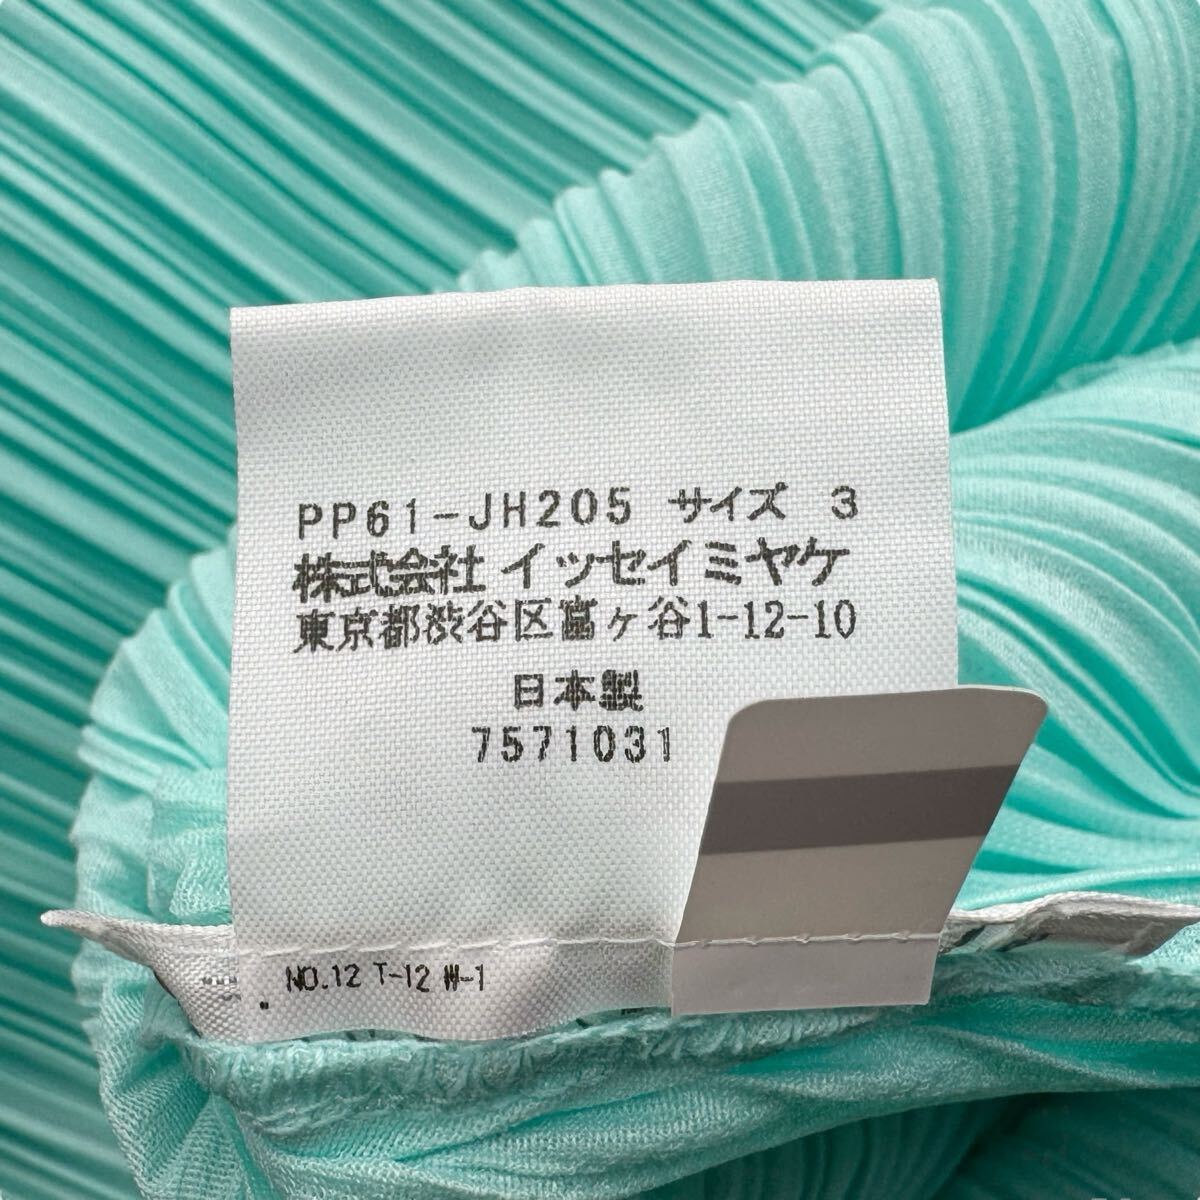 PP61-JH205 サイズ 3
株式会社 イッセイミヤケ
東京都渋谷区富ヶ谷1-12-10
日本製
7571031
NO.12 T-12 W-1